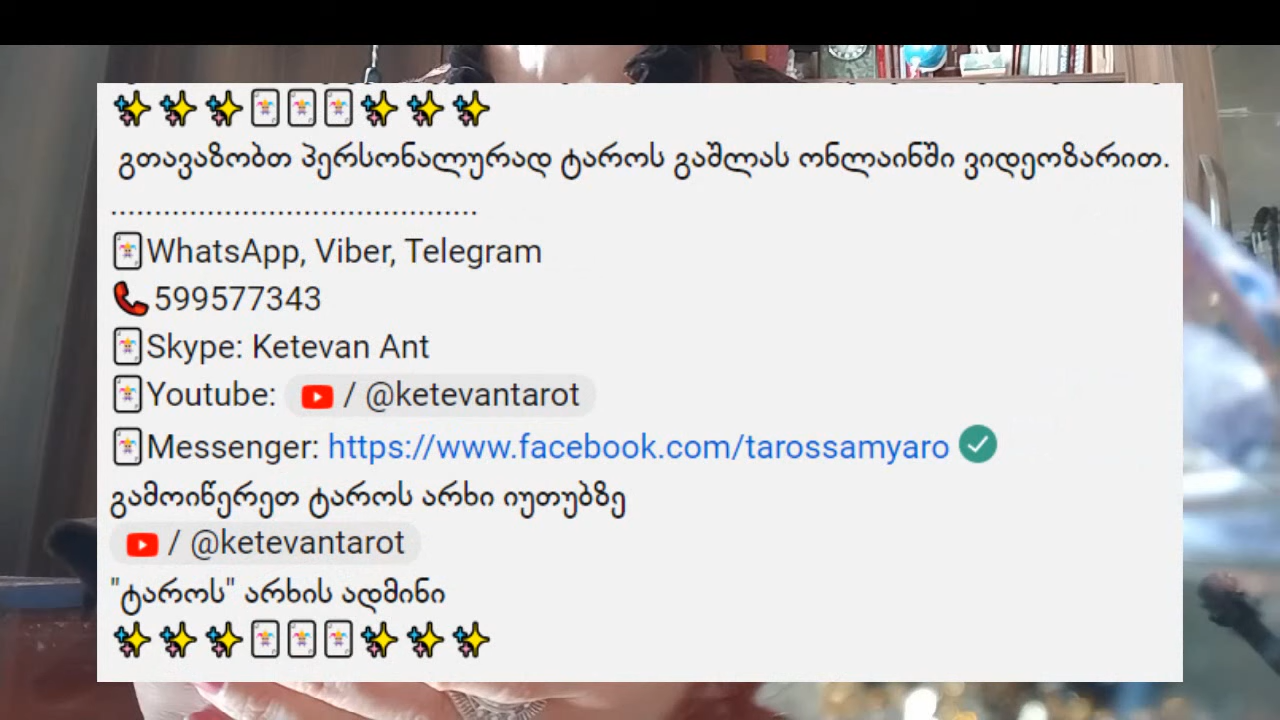 ✨✨✨🃏🃏🃏✨✨✨
გთავაზობთ პერსონალურად ტაროს გაშლას ონლაინში ვიდეოზარით.
..........................................
🃏WhatsApp, Viber, Telegram
📞599577343
🃏Skype: Ketevan Ant
🃏Youtube: / @ketevantarot
🃏Messenger: https://www.facebook.com/tarossamyaro
გამოიწერეთ ტაროს არხი იუთუბზე
/ @ketevantarot
"ტაროს" არხის ადმინი
✨✨✨🃏🃏🃏✨✨✨